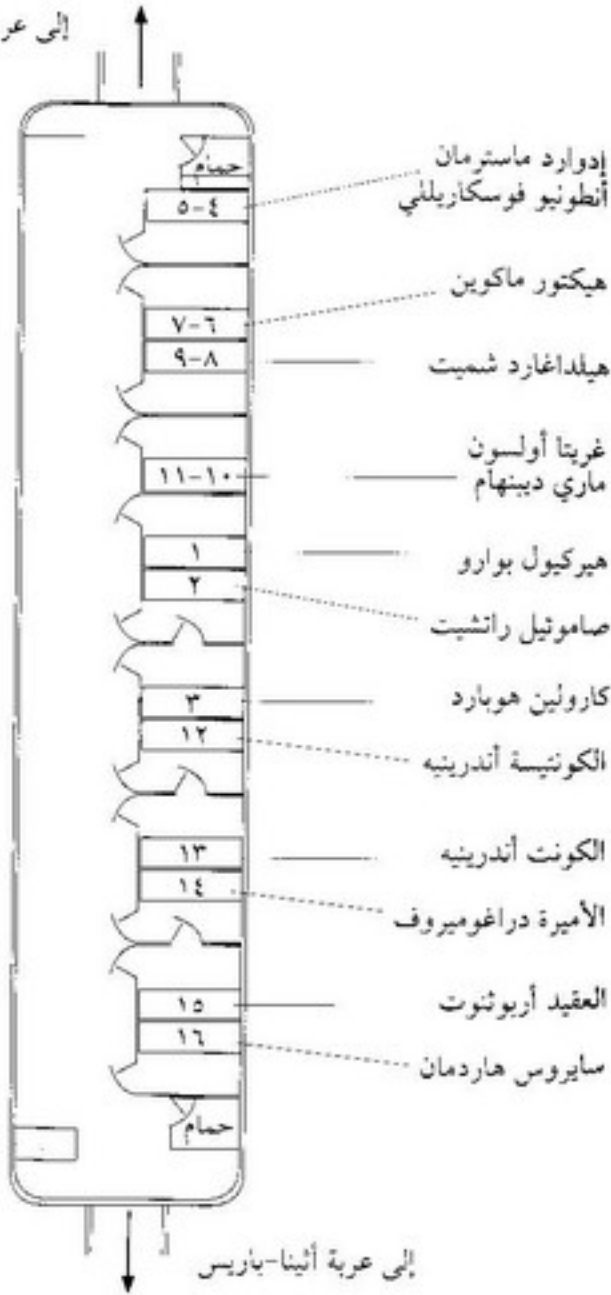 إلى
حمام
إدوارد ماسترمان
أنطونيو فوسكاريللي
٤-٥
هيكتور ماكوين
٦-٧
هيلداغارد شميت
٨-٩
غريتا أولسون
ماري ديبنهام
١٠-١١
هيركيول بوارو
١
صاموئيل راتشيت
٢
كارولين هوبارد
٣
الكونتيسة أندرينيه
١٢
الكونت أندرينيه
١٣
الأميرة دراغوميروف
١٤
العقيد أربوثنوت
١٥
سايروس هاردمان
١٦
حمام
إلى عربة أثينا-باريس